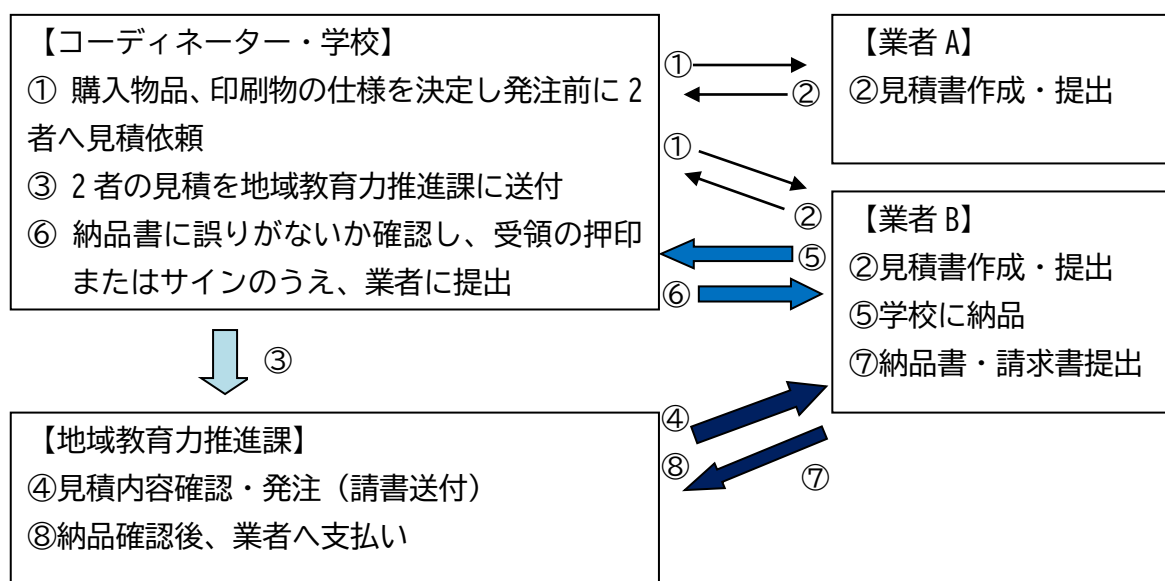 【コーディネーター・学校】
① 購入物品、印刷物の仕様を決定し発注前に2
者へ見積依頼
③ 2者の見積を地域教育力推進課に送付
⑥ 納品書に誤りがないか確認し、受領の押印
またはサインのうえ、業者に提出
①
②
①
②
⑤
⑥
【業者A】
②見積書作成・提出
【業者B】
②見積書作成・提出
⑤学校に納品
⑦納品書・請求書提出
③
④
⑧
⑦
【地域教育力推進課】
④見積内容確認・発注（請書送付）
⑧納品確認後、業者へ支払い